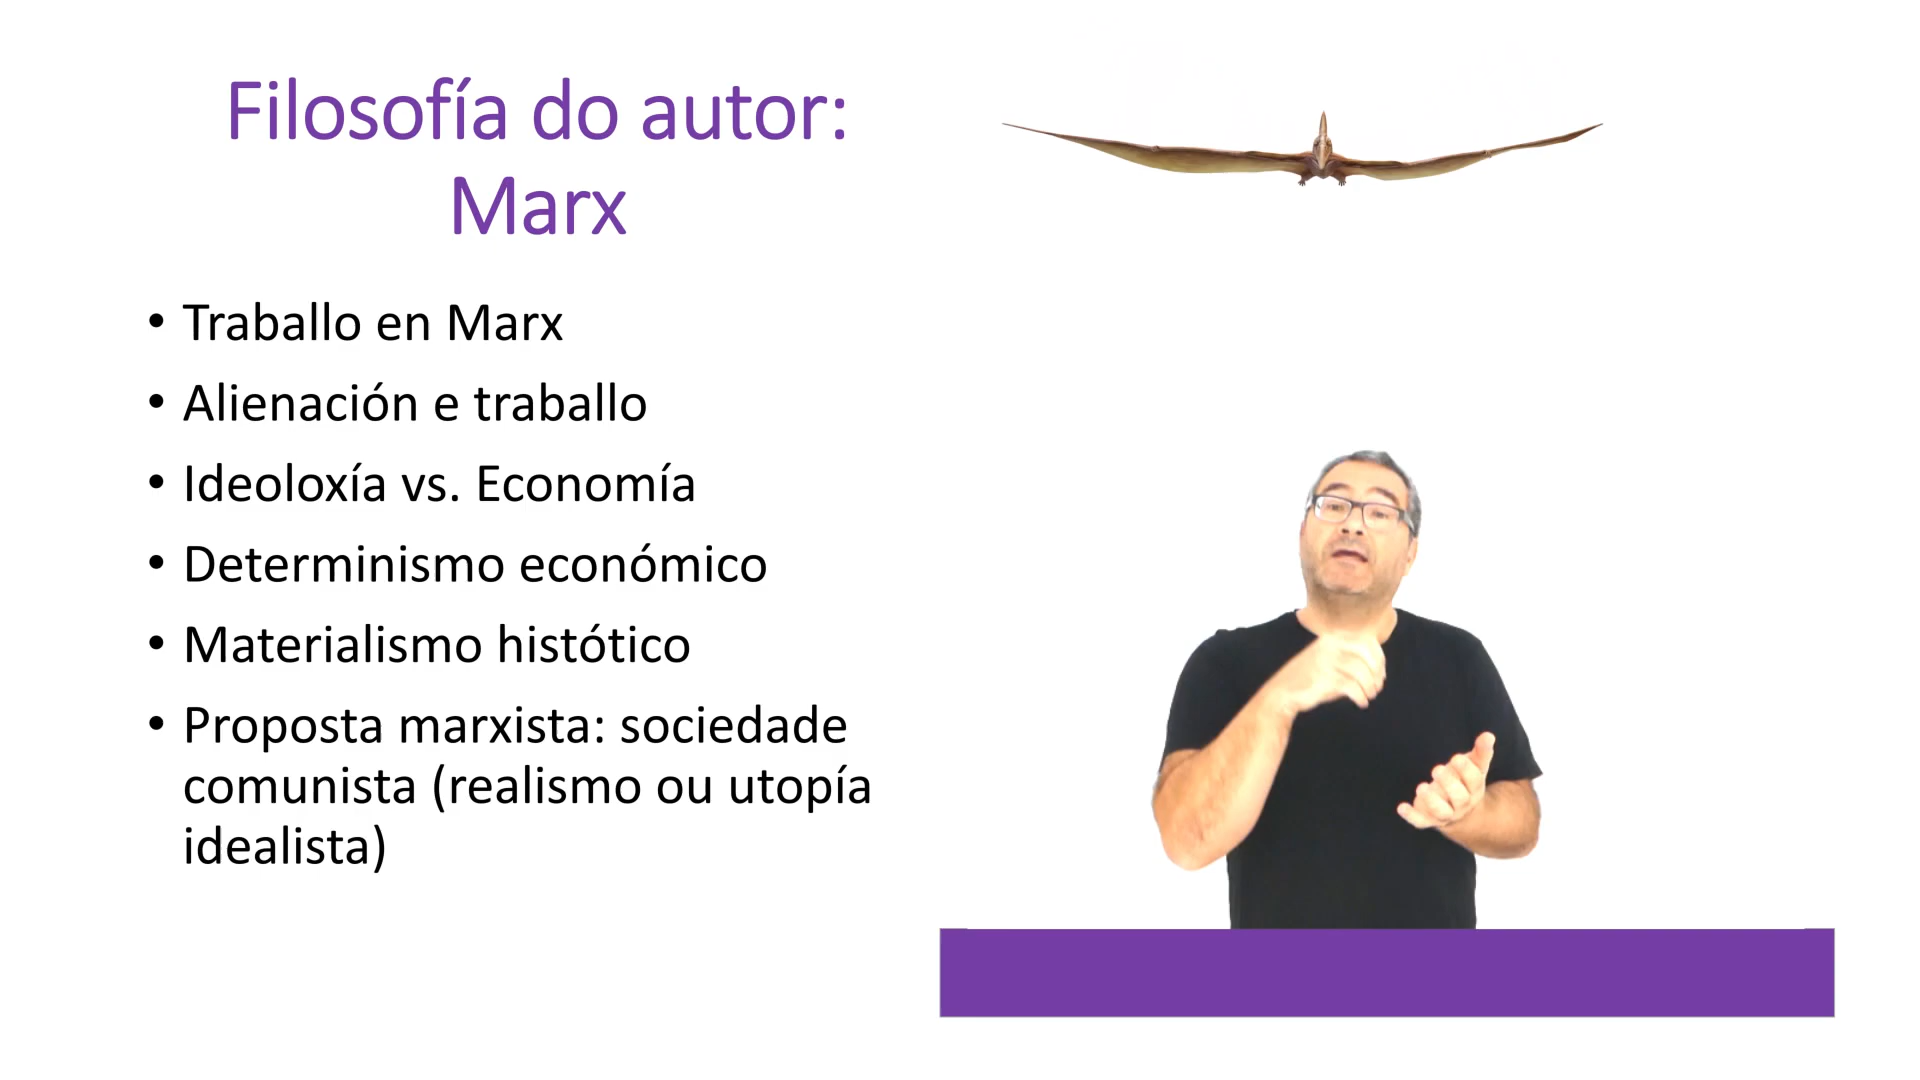 Filosofía do autor:
Marx
• Traballo en Marx
• Alienación e traballo
• Ideoloxía vs. Economía
• Determinismo económico
• Materialismo histótico
• Proposta marxista: sociedade
comunista (realismo ou utopía
idealista)